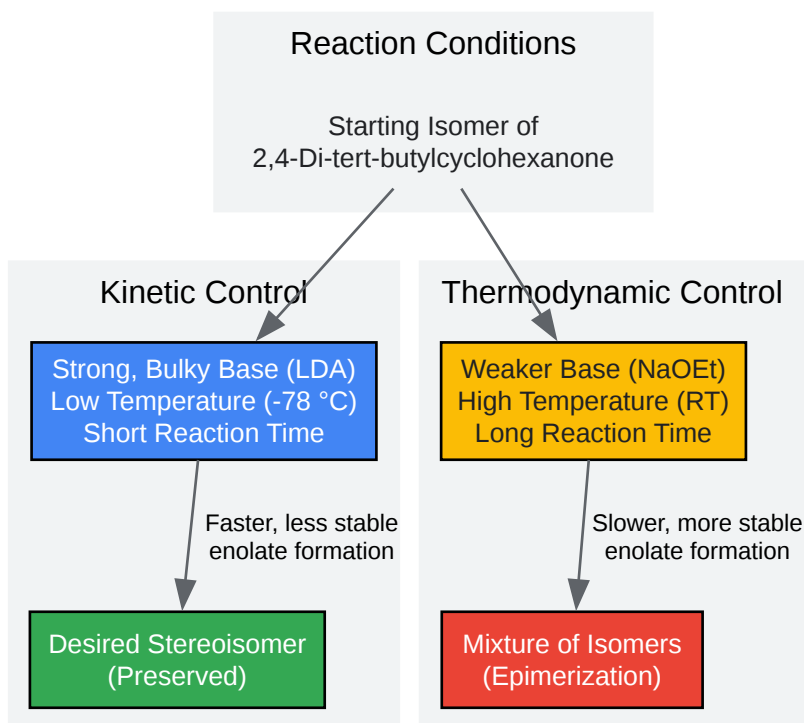 Reaction Conditions
Starting Isomer of
2,4-Di-tert-butylcyclohexanone
Kinetic Control
Strong, Bulky Base (LDA)
Low Temperature (-78 °C)
Short Reaction Time
Faster, less stable
enolate formation
Desired Stereoisomer
(Preserved)
Thermodynamic Control
Weaker Base (NaOEt)
High Temperature (RT)
Long Reaction Time
Slower, more stable
enolate formation
Mixture of Isomers
(Epimerization)